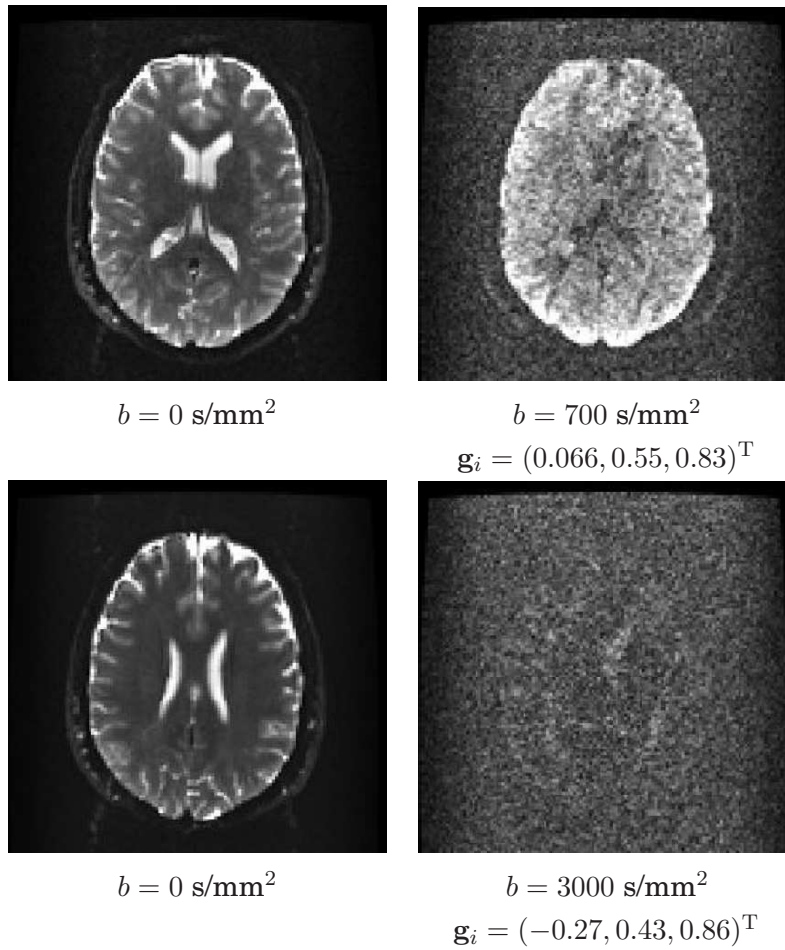 b = 0 s/mm²
b = 700 s/mm²
gᵢ = (0.066, 0.55, 0.83)ᵀ
b = 0 s/mm²
b = 3000 s/mm²
gᵢ = (−0.27, 0.43, 0.86)ᵀ